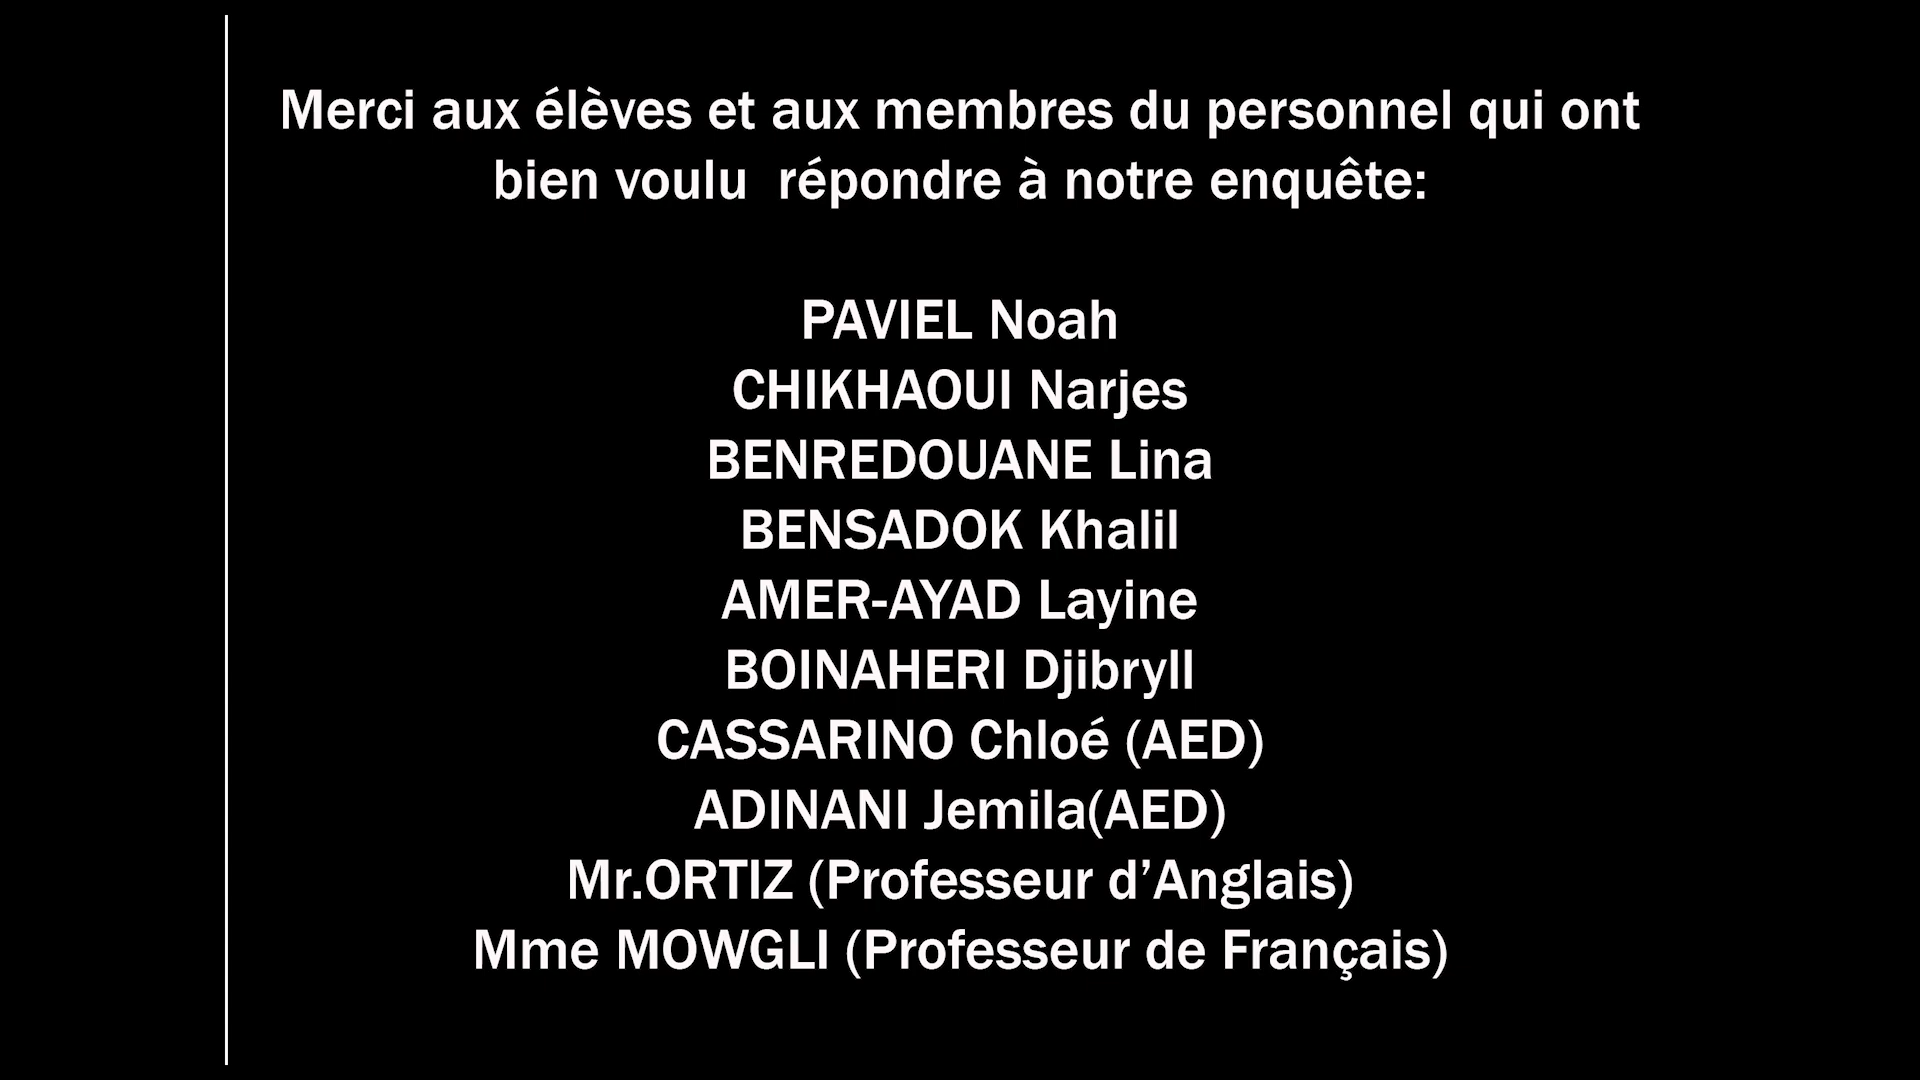 Merci aux élèves et aux membres du personnel qui ont
bien voulu  répondre à notre enquête:
PAVIEL Noah
CHIKHAOUI Narjes
BENREDOUANE Lina
BENSADOK Khalil
AMER-AYAD Layine
BOINAHERI Djibryll
CASSARINO Chloé (AED)
ADINANI Jemila(AED)
Mr.ORTIZ (Professeur d’Anglais)
Mme MOWGLI (Professeur de Français)